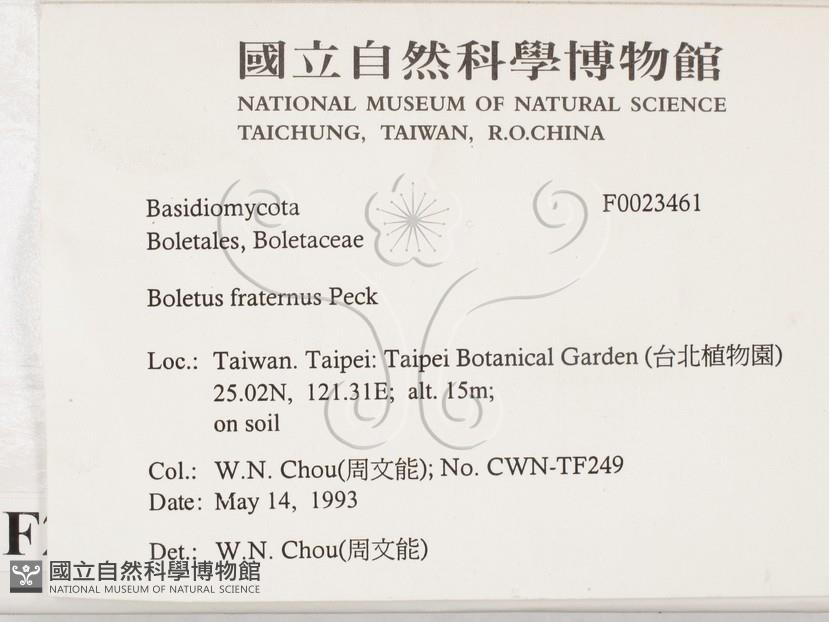 國立自然科學博物館
NATIONAL MUSEUM OF NATURAL SCIENCE
TAICHUNG, TAIWAN, R.O.CHINA
Basidiomycota F0023461
Boletales, Boletaceae
Boletus fraternus Peck
Loc.: Taiwan. Taipei: Taipei Botanical Garden (台北植物園)
25.02N, 121.31E; alt. 15m;
on soil
Col.: W.N. Chou(周文能); No. CWN-TF249
Date: May 14, 1993
Det.: W.N. Chou(周文能)
國立自然科學博物館
NATIONAL MUSEUM OF NATURAL SCIENCE